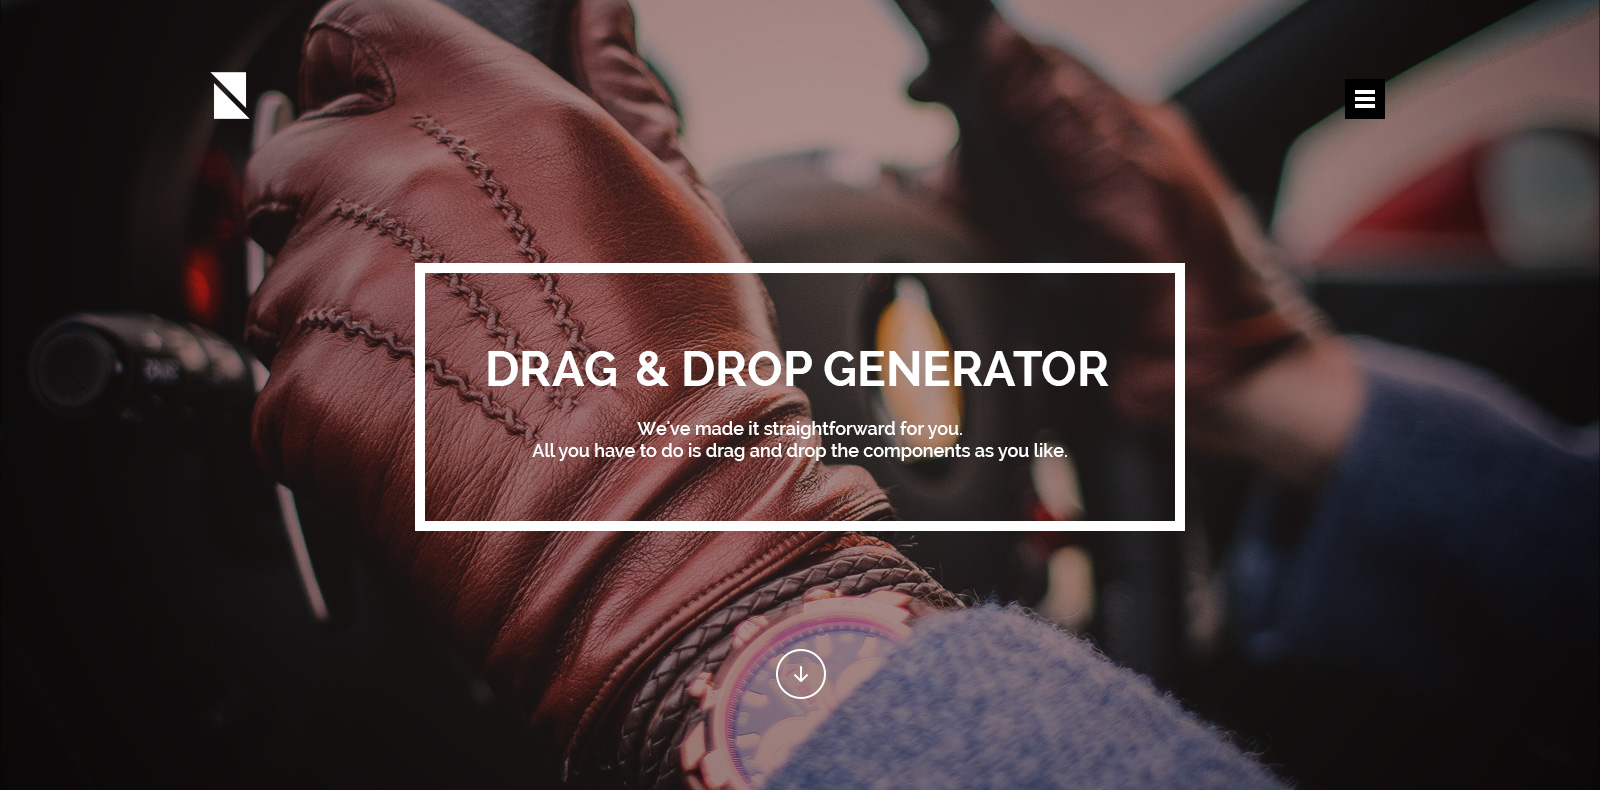 DRAG & DROP GENERATOR
We've made it straightforward for you.
All you have to do is drag and drop the components as you like.